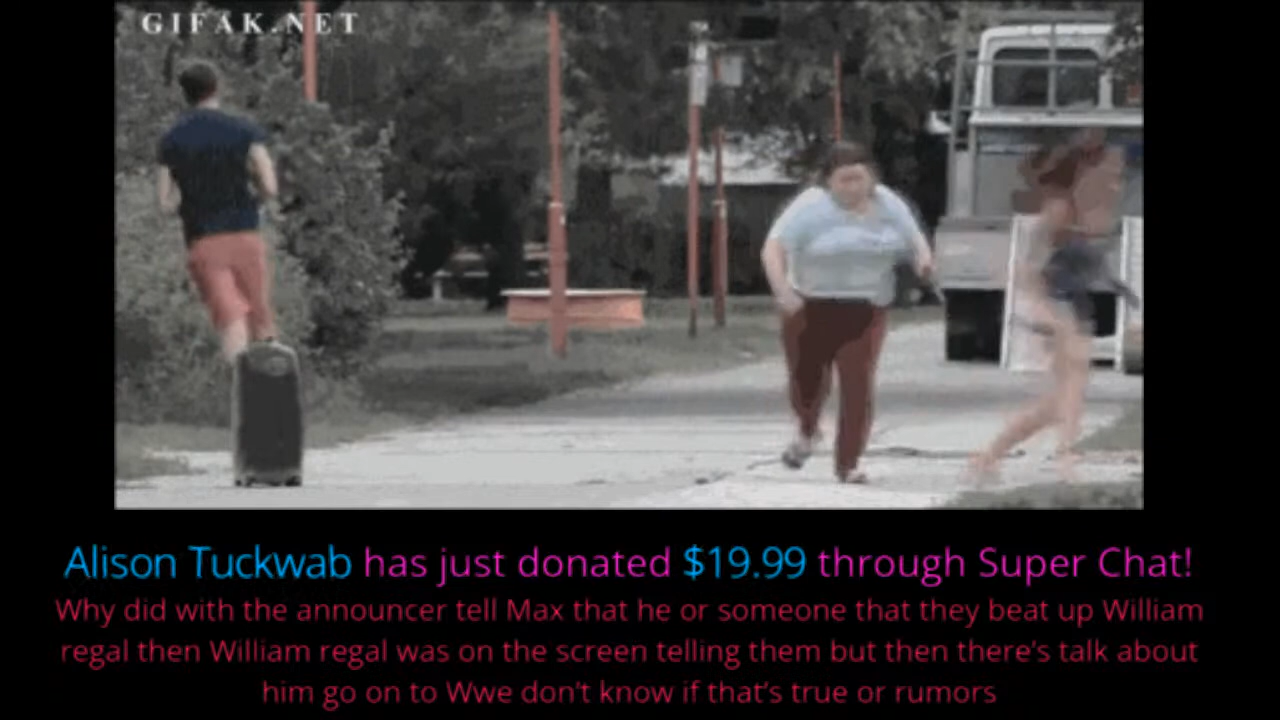 GIFAK.NET
Alison Tuckwab has just donated $19.99 through Super Chat!
Why did with the announcer tell Max that he or someone that they beat up William
regal then William regal was on the screen telling them but then there's talk about
him go on to Wwe don't know if that's true or rumors